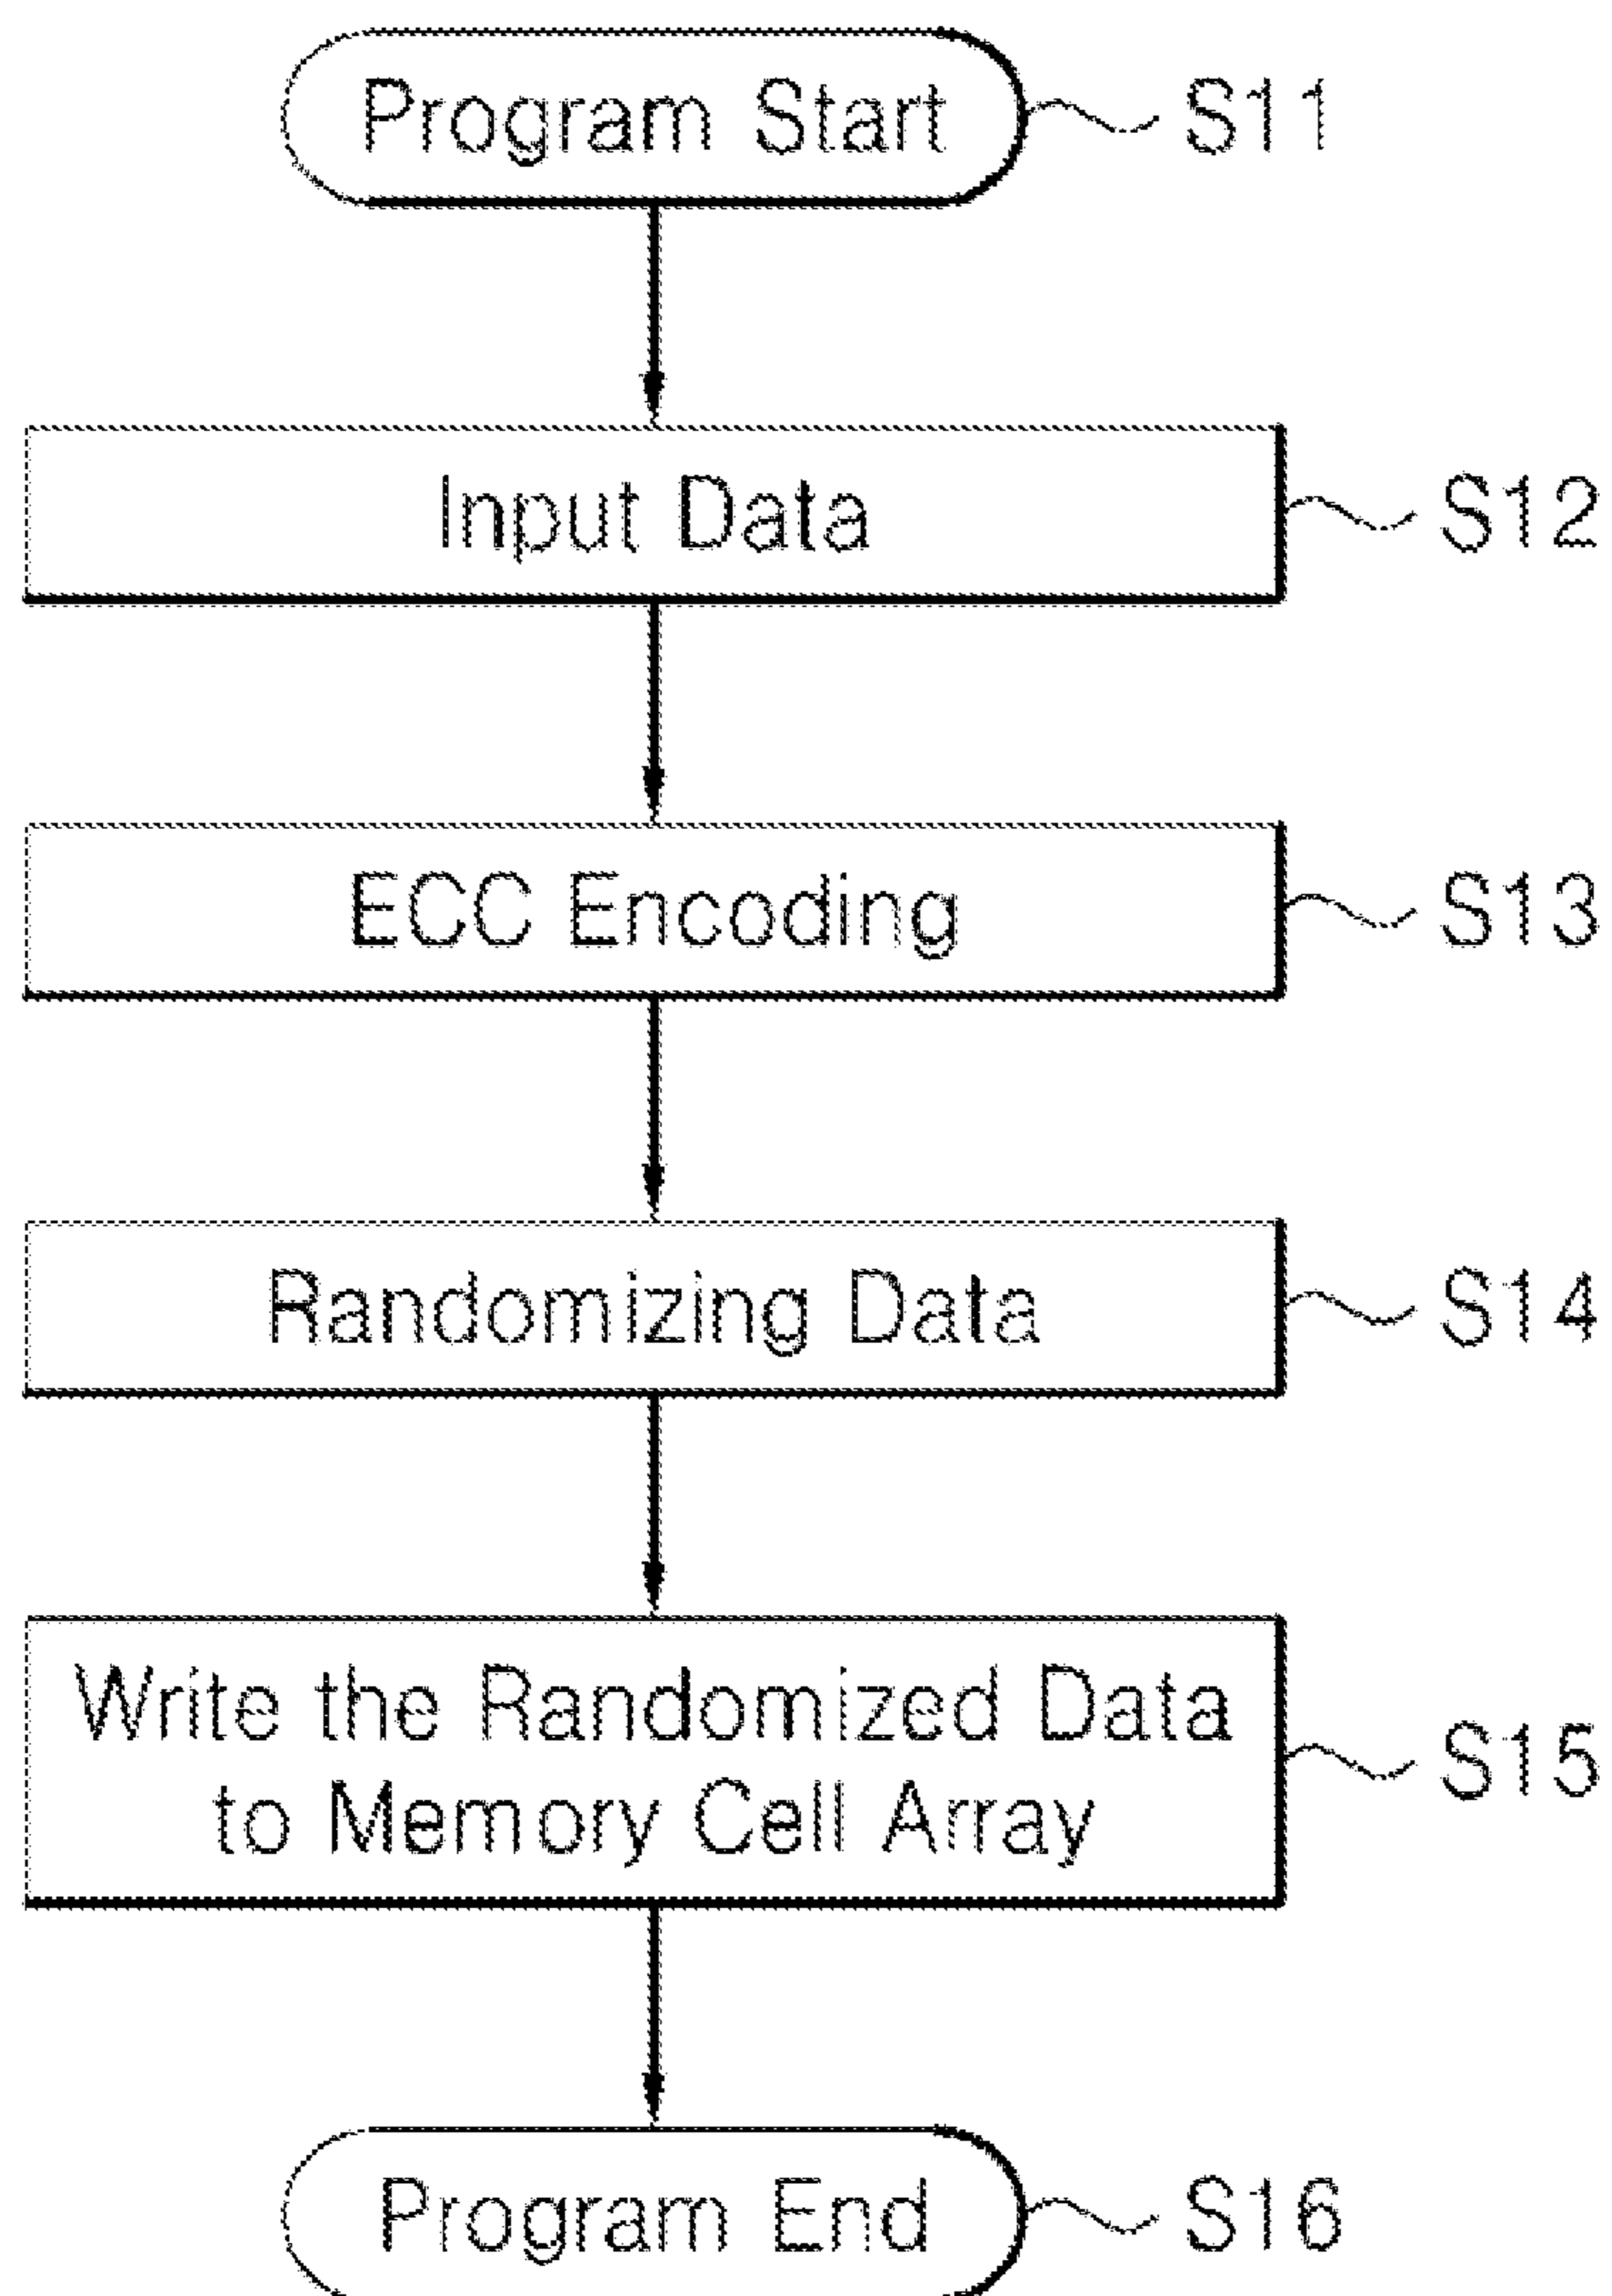 Program Start S11
Input Data S12
ECC Encoding S13
Randomizing Data S14
Write the Randomized Data
to Memory Cell Array S15
Program End S16